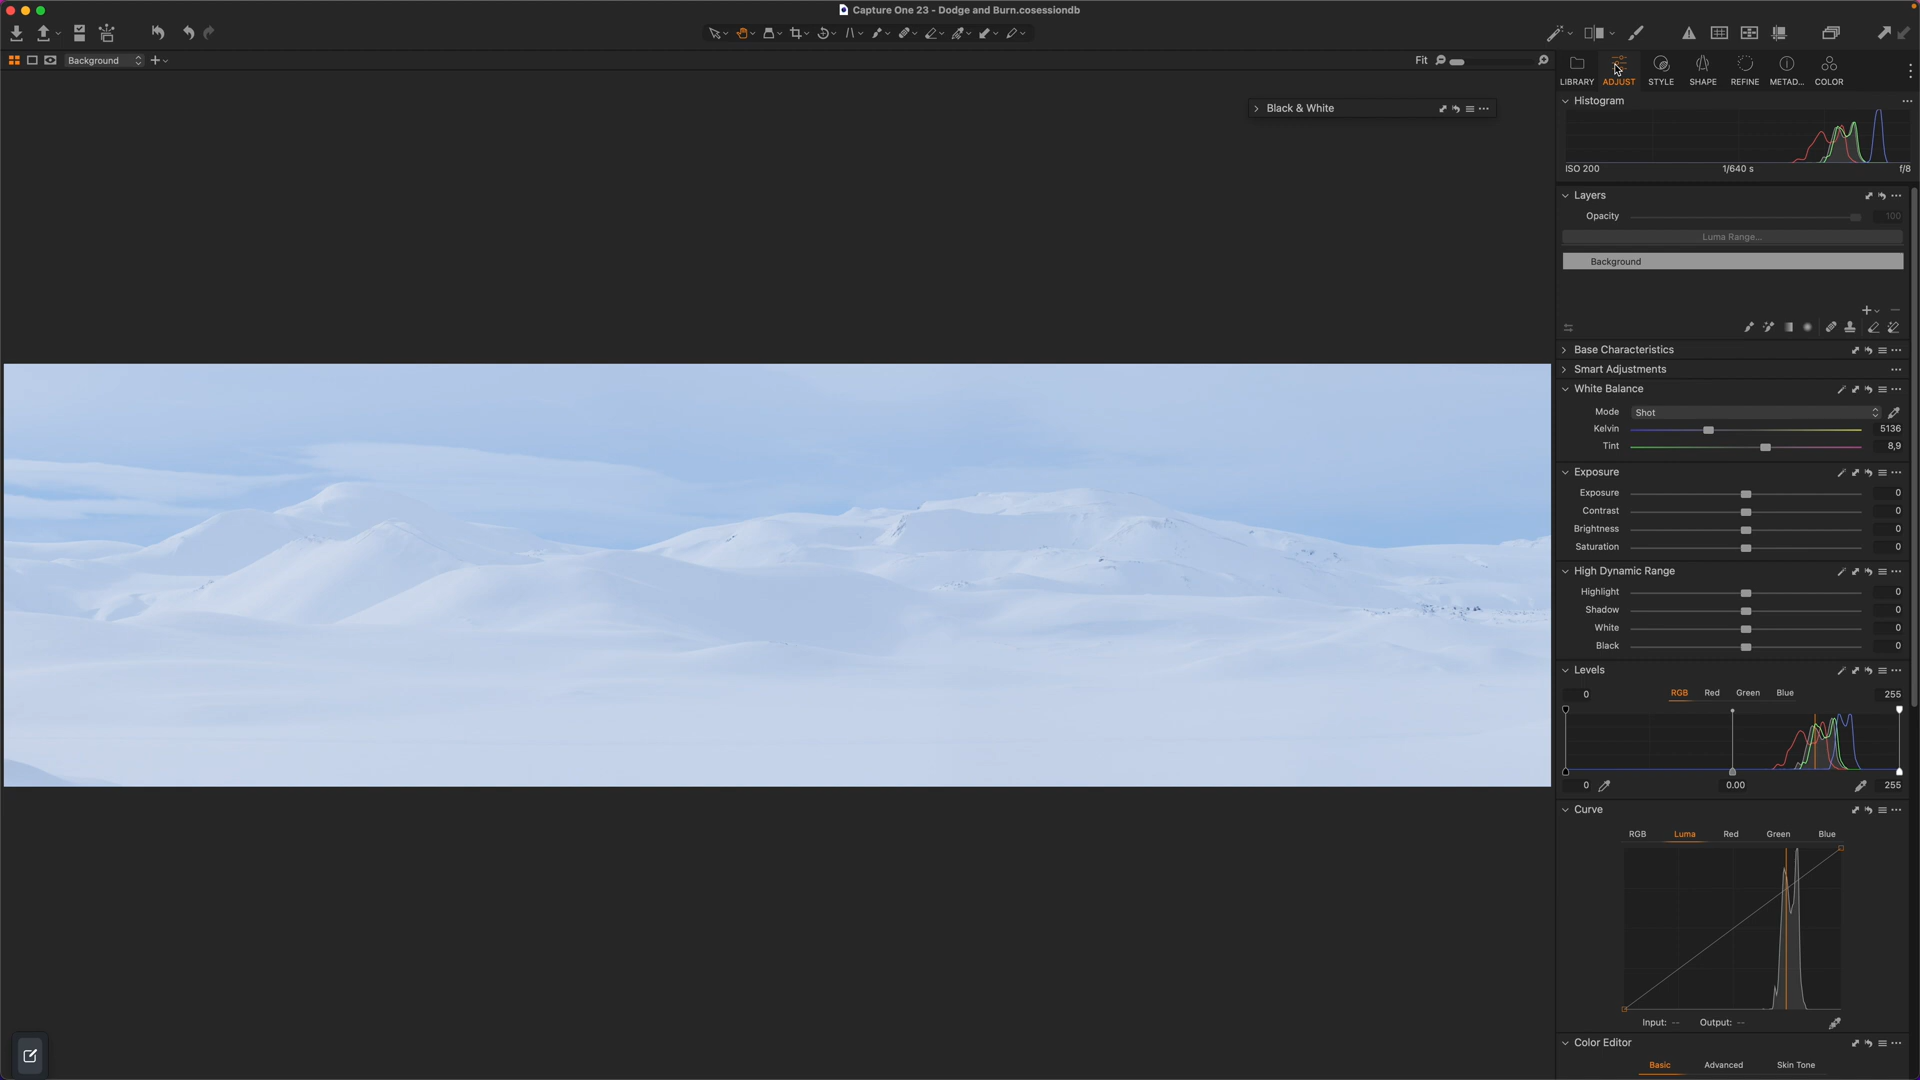 Capture One 23 - Dodge and Burn.cosessiondb
Background
Fit
LIBRARY ADJUST STYLE SHAPE REFINE METAD... COLOR
Black & White
Histogram
ISO 200 1/640 s f/8
Layers
Opacity 100
Luma Range...
Background
Base Characteristics
Smart Adjustments
White Balance
Mode Shot
Kelvin 5136
Tint 8,9
Exposure
Exposure 0
Contrast 0
Brightness 0
Saturation 0
High Dynamic Range
Highlight 0
Shadow 0
White 0
Black 0
Levels
0 RGB Red Green Blue 255
0 0.00 255
Curve
RGB Luma Red Green Blue
Input: -- Output: --
Color Editor
Basic Advanced Skin Tone